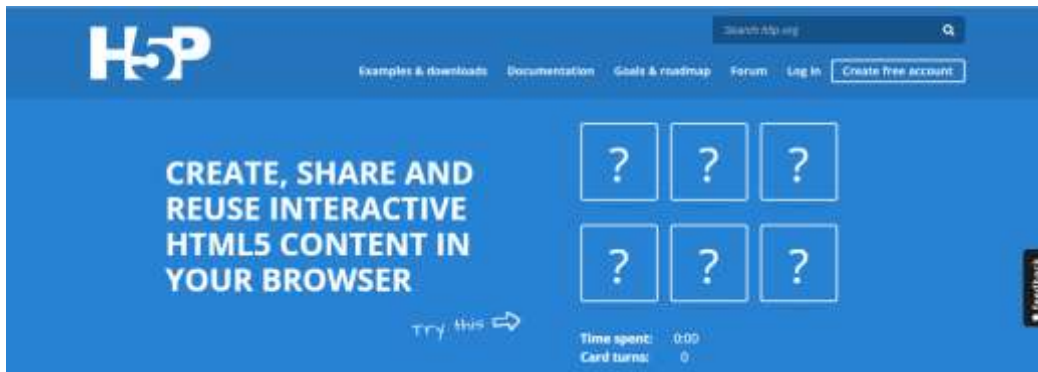 H5P
Search h5p.org
Examples & downloads Documentation Goals & roadmap Forum Log in Create free account
CREATE, SHARE AND
REUSE INTERACTIVE
HTML5 CONTENT IN
YOUR BROWSER
? ? ?
? ? ?
Try this
Time spent: 0:00
Card turns: 0
Feedback